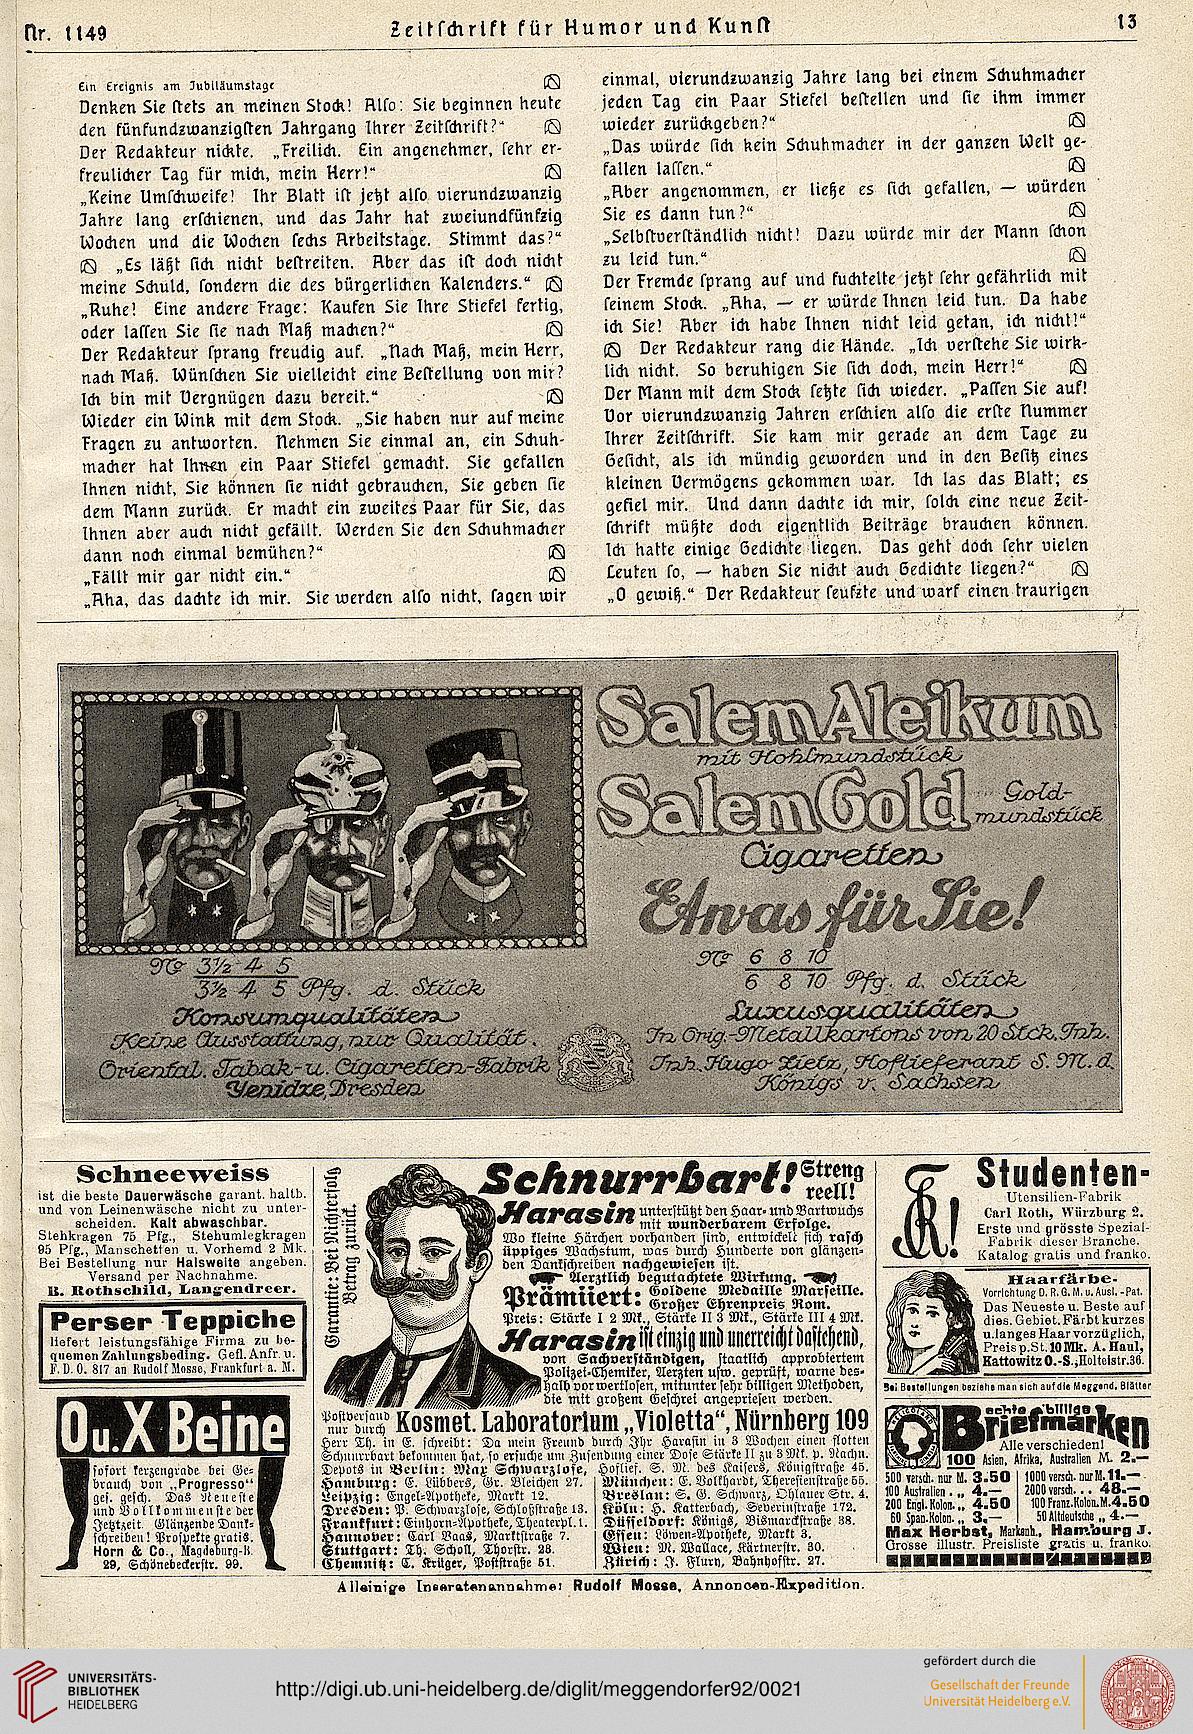 Nr. 1149
Zeitschrift für Humor und Kunst
13
Ein Ereignis am Jubiläumstage
Denken Sie stets an meinen Stock! Also: Sie beginnen heute
den fünfundzwanzigsten Jahrgang Ihrer Zeitschrift?“
Der Redakteur nickte. „Freilich. Ein angenehmer, sehr er-
freulicher Tag für mich, mein Herr!“
„Keine Umschweife! Ihr Blatt ist jetzt also vierundzwanzig
Jahre lang erschienen, und das Jahr hat zweiundfünfzig
Wochen und die Wochen sechs Arbeitstage. Stimmt das?“
„Es läßt sich nicht bestreiten. Aber das ist doch nicht
meine Schuld, sondern die des bürgerlichen Kalenders.“
„Ruhe! Eine andere Frage: Kaufen Sie Ihre Stiefel fertig,
oder lassen Sie sie nach Maß machen?“
Der Redakteur sprang freudig auf. „Nach Maß, mein Herr,
nach Maß. Wünschen Sie vielleicht eine Bestellung von mir?
Ich bin mit Vergnügen dazu bereit.“
Wieder ein Wink mit dem Stock. „Sie haben nur auf meine
Fragen zu antworten. Nehmen Sie einmal an, ein Schuh-
macher hat Ihnen ein Paar Stiefel gemacht. Sie gefallen
Ihnen nicht, Sie können sie nicht gebrauchen, Sie geben sie
dem Mann zurück. Er macht ein zweites Paar für Sie, das
Ihnen aber auch nicht gefällt. Werden Sie den Schuhmacher
dann noch einmal bemühen?“
„Fällt mir gar nicht ein.“
„Aha, das dachte ich mir. Sie werden also nicht, sagen wir
einmal, vierundzwanzig Jahre lang bei einem Schuhmacher
jeden Tag ein Paar Stiefel bestellen und sie ihm immer
wieder zurückgeben?“
„Das würde sich kein Schuhmacher in der ganzen Welt ge-
fallen lassen.“
„Aber angenommen, er ließe es sich gefallen, — würden
Sie es dann tun?“
„Selbstverständlich nicht! Dazu würde mir der Mann schon
zu leid tun.“
Der Fremde sprang auf und fuchtelte jetzt sehr gefährlich mit
seinem Stock. „Aha, — er würde Ihnen leid tun. Da habe
ich Sie! Aber ich habe Ihnen nicht leid getan, ich nicht!“
Der Redakteur rang die Hände. „Ich verstehe Sie wirk-
lich nicht. So beruhigen Sie sich doch, mein Herr!“
Der Mann mit dem Stock setzte sich wieder. „Passen Sie auf!
Vor vierundzwanzig Jahren erschien also die erste Nummer
Ihrer Zeitschrift. Sie kam mir gerade an dem Tage zu
Gesicht, als ich mündig geworden und in den Besitz eines
kleinen Vermögens gekommen war. Ich las das Blatt; es
gefiel mir. Und dann dachte ich mir, solch eine neue Zeit-
schrift müßte doch eigentlich Beiträge brauchen können.
Ich hatte einige Gedichte liegen. Das geht doch sehr vielen
Leuten so, — haben Sie nicht auch Gedichte liegen?“
„O gewiß.“ Der Redakteur seufzte und warf einen traurigen
Salem Aleikum
mit Hohlmundstück
Salem Gold
Gold-
mundstück
Cigaretten
Etwas für Sie!
No 3½ 4 5
3½ 4 5 Pfg. d. Stück
Konsumqualitäten
Keine Ausstattung, nur Qualität.
Oriental. Tabak- u. Cigaretten-Fabrik
Yenidze, Dresden
No 6 8 10
6 8 10 Pfg. d. Stück
Luxusqualitäten
In Orig.-Metallkartons von 20 Stck. Inh.
Inh. Hugo Zietz, Hoflieferant S. M. d.
Königs v. Sachsen
Schneeweiss
ist die beste Dauerwäsche garant. haltb.
und von Leinenwäsche nicht zu unter-
scheiden. Kalt abwaschbar.
Stehkragen 75 Pfg., Stehumlegkragen
95 Pfg., Manschetten u. Vorhemd 2 Mk.
Bei Bestellung nur Halsweite angeben.
Versand per Nachnahme.
B. Rothschild, Langendreer.
Perser Teppiche
liefert leistungsfähige Firma zu be-
quemen Zahlungsbeding. Gefl. Anfr. u.
F. D. O. 817 an Rudolf Mosse, Frankfurt a. M.
O u. X Beine
sofort kerzengrade bei Ge-
brauch von „Progresso“
ges. gesch. Das Neueste
und Vollkommenste der
Jetztzeit. Glänzende Dank-
schreiben! Prospekte gratis.
Horn & Co., Magdeburg-B.
29, Schönebeckerstr. 99.
Garantie: Bei Nichterfolg
Betrag zurück.
Schnurrbart! Streng
reell!
Harasin unterstützt den Haar- und Bartwuchs
mit wunderbarem Erfolge.
Wo kleine Härchen vorhanden sind, entwickelt sich rasch
üppiges Wachstum, was durch Hunderte von glänzen-
den Dankschreiben nachgewiesen ist.
Aerztlich begutachtete Wirkung.
Prämiiert: Goldene Medaille Marseille.
Großer Ehrenpreis Rom.
Preis: Stärke I 2 Mk., Stärke II 3 Mk., Stärke III 4 Mk.
Harasin ist einzig und unerreicht dastehend,
von Sachverständigen, staatlich approbiertem
Polizei-Chemiker, Aerzten usw. geprüft, warne des-
halb vor wertlosen, mitunter sehr billigen Methoden,
die mit großem Geschrei angepriesen werden.
Postversand
nur durch Kosmet. Laboratorium „Violetta“, Nürnberg 109
Herr Th. in E. schreibt: Da mein Freund durch Ihr Harasin in 3 Wochen einen flotten
Schnurrbart bekommen hat, so ersuche um Zusendung einer Dose Stärke II zu 3 Mk. p. Nachn.
Depots in Berlin: Max Schwarzlose, Hoflief. S. M. des Kaisers, Königstraße 45.
Hamburg: E. Lübbers, Gr. Bleichen 27.
Leipzig: Engel-Apotheke, Markt 12.
Dresden: P. Schwarzlose, Schloßstraße 13.
Frankfurt: Einhorn-Apotheke, Theaterpl. 1.
Hannover: Carl Baas, Marktstraße 7.
Stuttgart: Th. Scholl, Thorstr. 28.
Chemnitz: E. Krüger, Poststraße 51.
München: E. Volkhardt, Theresienstraße 55.
Breslau: S. G. Schwarz, Ohlauer Str. 4.
Köln: H. Katterbach, Severinstraße 172.
Düsseldorf: Königs, Bismarckstraße 38.
Essen: Löwen-Apotheke, Markt 3.
Wien: M. Wallace, Kärtnerstr. 30.
Zürich: J. Flury, Bahnhofstr. 27.
Studenten-
Utensilien-Fabrik
Carl Roth, Würzburg 2.
Erste und grösste Spezial-
Fabrik dieser Branche.
Katalog gratis und franko.
Haarfärbe-
Vorrichtung D. R. G. M. u. Ausl. -Pat.
Das Neueste u. Beste auf
dies. Gebiet. Färbt kurzes
u. langes Haar vorzüglich,
Preis p. St. 10 Mk. A. Haul,
Kattowitz O.-S., Holteistr. 36.
Bei Bestellungen beziehe man sich auf die Meggend. Blätter
echte billige
Briefmarken
Alle verschieden!
100 Asien, Afrika, Australien M. 2.—
500 versch. nur M. 3.50
100 Australien . „ 4.—
200 Engl. Kolon. „ 4.50
60 Span. Kolon. „ 3.—
1000 versch. nur M. 11.—
2000 versch. . . 48.—
100 Franz. Kolon. M. 4.50
50 Altdeutsche „ 4.—
Max Herbst, Markenh., Hamburg J.
Grosse illustr. Preisliste gratis u. franko.
Alleinige Inseratenannahme: Rudolf Mosse, Annoncen-Expedition.
UNIVERSITÄTS-
BIBLIOTHEK
HEIDELBERG
http://digi.ub.uni-heidelberg.de/diglit/meggendorfer92/0021
gefördert durch die
Gesellschaft der Freunde
Universität Heidelberg e.V.